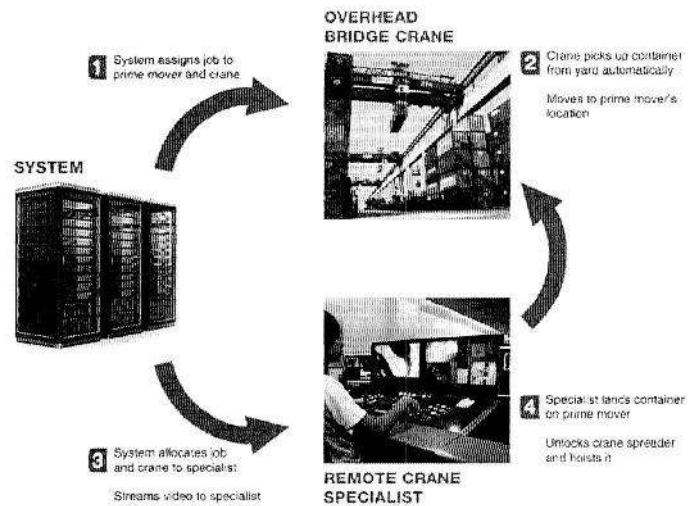 OVERHEAD
BRIDGE CRANE
1 System assigns job to
prime mover and crane
2 Crane picks up container
from yard automatically
Moves to prime mover's
location
SYSTEM
3 System allocates job
and crane to specialist
Streams video to specialist
4 Specialist lands container
on prime mover
Unlocks crane spreader
and hoists it
REMOTE CRANE
SPECIALIST